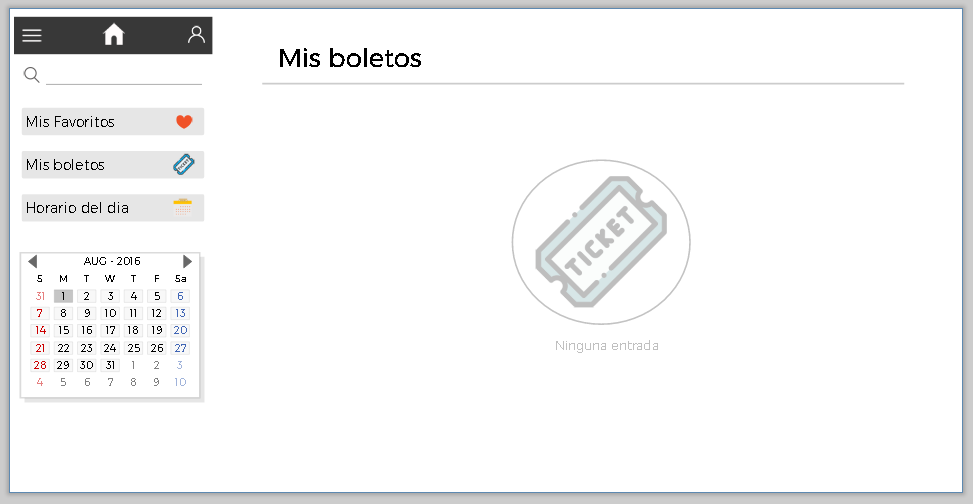 Mis boletos
Mis Favoritos
Mis boletos
TICKET
Horario del dia
AUG - 2016
S M T W T F Sa
31 1 2 3 4 5 6
7 8 9 10 11 12 13
14 15 16 17 18 19 20
21 22 23 24 25 26 27
28 29 30 31 1 2 3
4 5 6 7 8 9 10
TICKET
Ninguna entrada